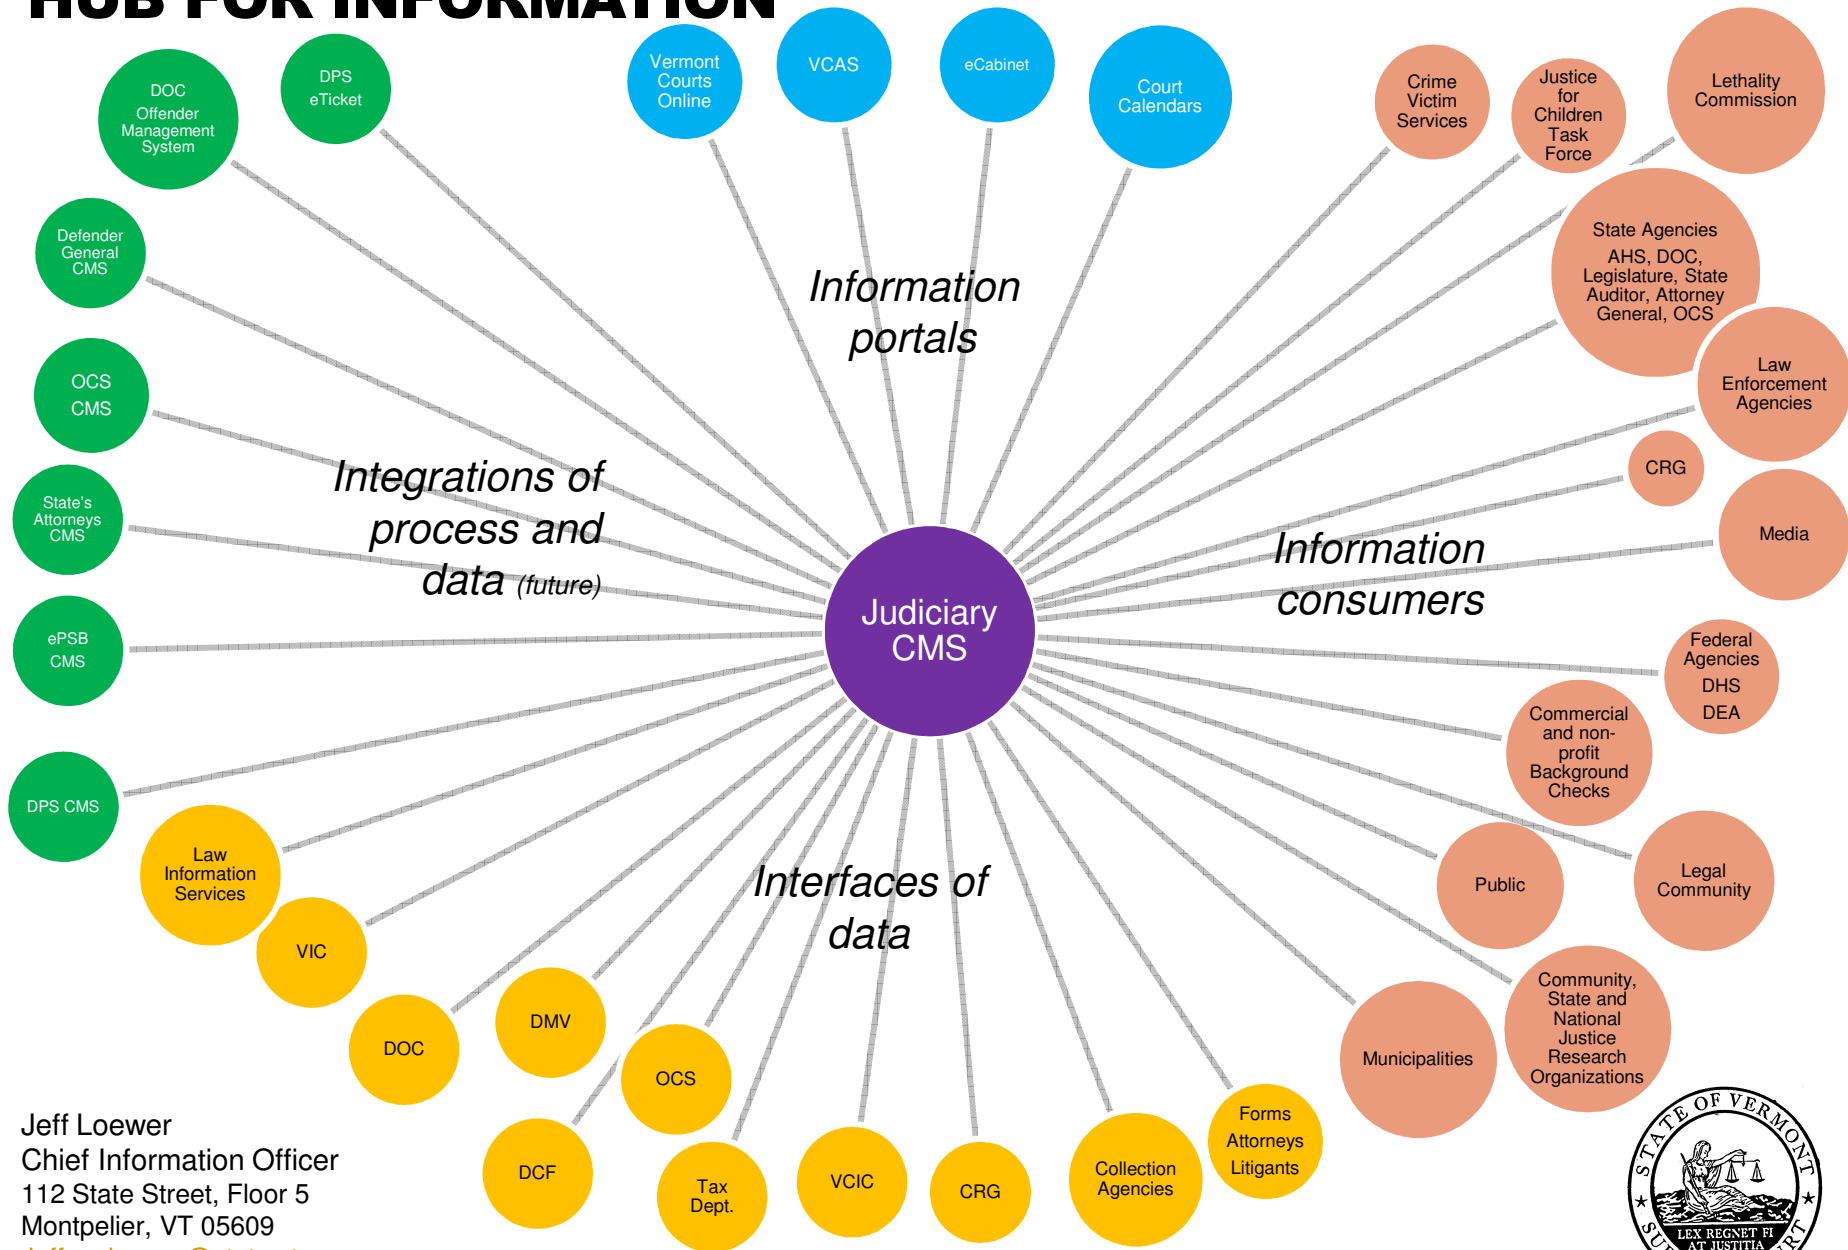 HUB FOR INFORMATION
DOC
Offender
Management
System
DPS
eTicket
Vermont
Courts
Online
VCAS
eCabinet
Court
Calendars
Crime
Victim
Services
Justice
for
Children
Task
Force
Lethality
Commission
Defender
General
CMS
State Agencies
AHS, DOC,
Legislature, State
Auditor, Attorney
General, OCS
Information
portals
OCS
CMS
Law
Enforcement
Agencies
CRG
Integrations of
process and
data (future)
State's
Attorneys
CMS
Media
Information
consumers
Judiciary
CMS
ePSB
CMS
Federal
Agencies
DHS
DEA
Commercial
and non-
profit
Background
Checks
DPS CMS
Law
Information
Services
Interfaces of
data
Public
Legal
Community
VIC
DOC
DMV
OCS
Community,
State and
National
Justice
Research
Organizations
Municipalities
DCF
Tax
Dept.
VCIC
CRG
Collection
Agencies
Forms
Attorneys
Litigants
Jeff Loewer
Chief Information Officer
112 State Street, Floor 5
Montpelier, VT 05609
STATE OF VERMONT
LEX REGNET FI
AT JUSTITIA